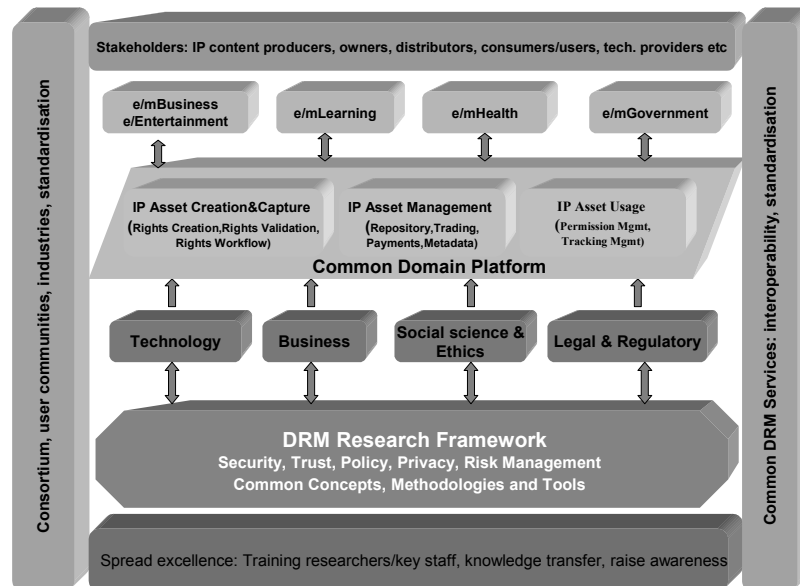 Stakeholders: IP content producers, owners, distributors, consumers/users, tech. providers etc
Consortium, user communities, industries, standardisation
e/mBusiness
e/Entertainment
e/mLearning
e/mHealth
e/mGovernment
IP Asset Creation&Capture
(Rights Creation,Rights Validation,
Rights Workflow)
IP Asset Management
(Repository,Trading,
Payments,Metadata)
IP Asset Usage
(Permission Mgmt,
Tracking Mgmt)
Common Domain Platform
Technology
Business
Social science &
Ethics
Legal & Regulatory
DRM Research Framework
Security, Trust, Policy, Privacy, Risk Management
Common Concepts, Methodologies and Tools
Spread excellence: Training researchers/key staff, knowledge transfer, raise awareness
Common DRM Services: interoperability, standardisation